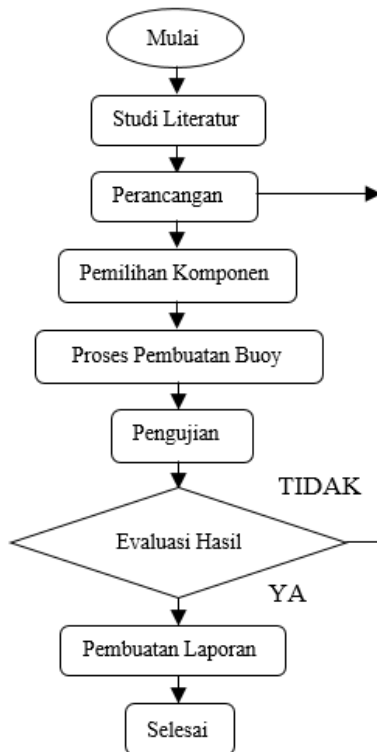 Mulai
Studi Literatur
Perancangan
Pemilihan Komponen
Proses Pembuatan Buoy
Pengujian
TIDAK
Evaluasi Hasil
YA
Pembuatan Laporan
Selesai